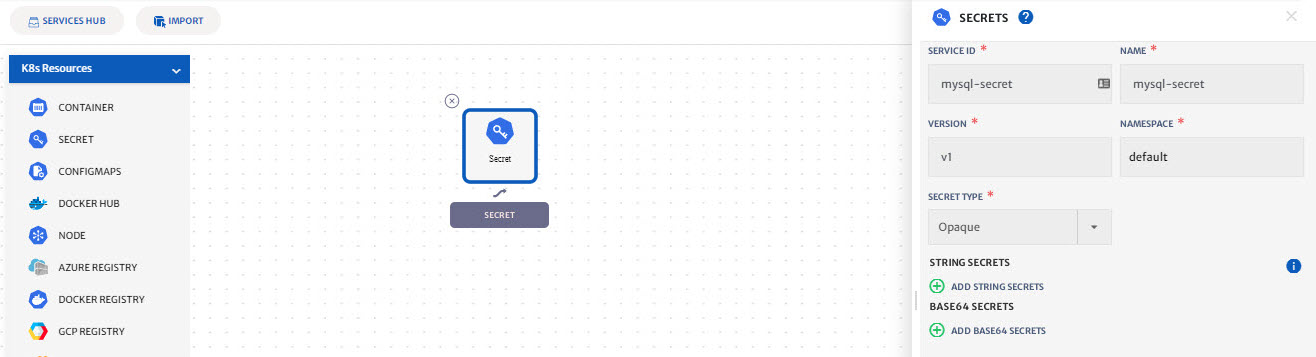 SERVICES HUB
IMPORT
K8s Resources
CONTAINER
SECRET
CONFIGMAPS
DOCKER HUB
NODE
AZURE REGISTRY
DOCKER REGISTRY
GCP REGISTRY
Secret
SECRET
SECRETS ?
SERVICE ID * NAME *
mysql-secret mysql-secret
VERSION * NAMESPACE *
v1 default
SECRET TYPE *
Opaque
STRING SECRETS
ADD STRING SECRETS
BASE64 SECRETS
ADD BASE64 SECRETS